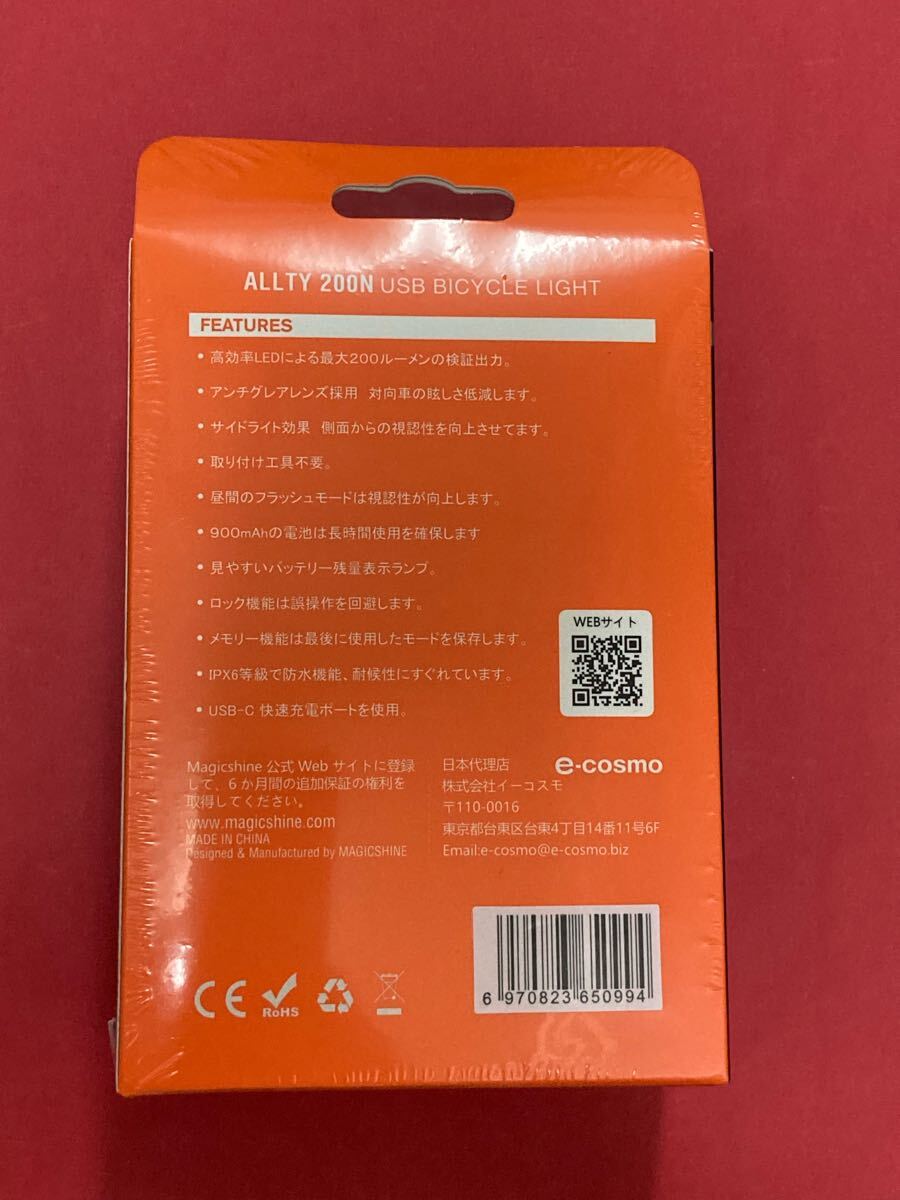 ALLTY 200N USB BICYCLE LIGHT
FEATURES
• 高効率LEDによる最大200ルーメンの検証出力。
• アンチグレアレンズ採用 対向車の眩しさ低減します。
• サイドライト効果 側面からの視認性を向上させてます。
• 取り付け工具不要。
• 昼間のフラッシュモードは視認性が向上します。
• 900mAhの電池は長時間使用を確保します
• 見やすいバッテリー残量表示ランプ。
• ロック機能は誤操作を回避します。
• メモリー機能は最後に使用したモードを保存します。
• IPX6等級で防水機能、耐候性にすぐれています。
• USB-C 快速充電ポートを使用。
WEBサイト
Magicshine 公式 Web サイトに登録
して、6 か月間の追加保証の権利を
取得してください。
www.magicshine.com
MADE IN CHINA
Designed & Manufactured by MAGICSHINE
日本代理店 e-cosmo
株式会社イーコスモ
〒110-0016
東京都台東区台東4丁目14番11号6F
Email:e-cosmo@e-cosmo.biz
CE
RoHS
6 970823 650994